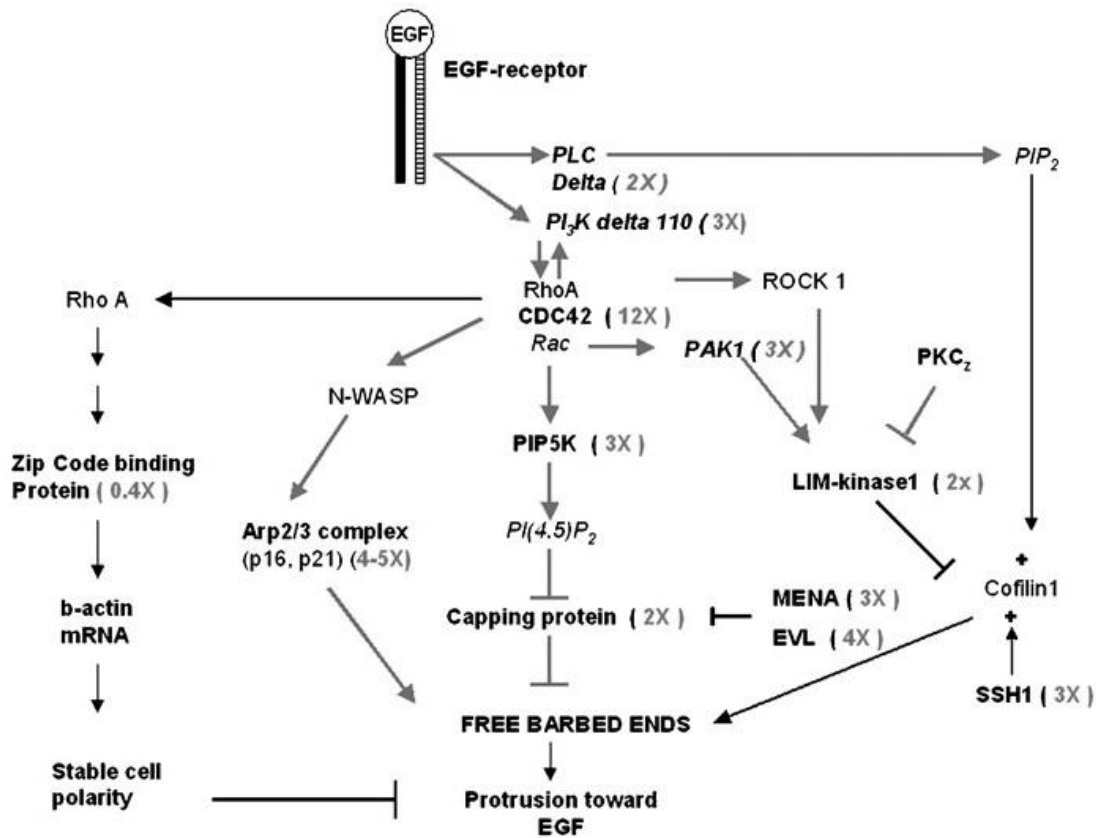 EGF
EGF-receptor
PLC
Delta ( 2X)
PIP2
PI3K delta 110 ( 3X)
Rho A
RhoA
CDC42 ( 12X)
Rac
ROCK 1
PAK1 ( 3X)
PKCz
N-WASP
PIP5K ( 3X)
Zip Code binding
Protein ( 0.4X )
LIM-kinase1 ( 2x)
Arp2/3 complex
(p16, p21) (4-5X)
PI(4.5)P2
+
Cofilin1
+
b-actin
mRNA
Capping protein ( 2X )
MENA ( 3X)
EVL ( 4X)
SSH1 ( 3X)
FREE BARBED ENDS
Stable cell
polarity
Protrusion toward
EGF